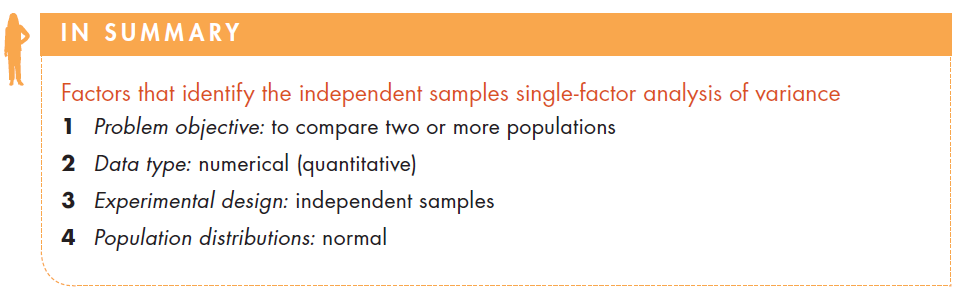 IN SUMMARY
Factors that identify the independent samples single-factor analysis of variance
1 Problem objective: to compare two or more populations
2 Data type: numerical (quantitative)
3 Experimental design: independent samples
4 Population distributions: normal